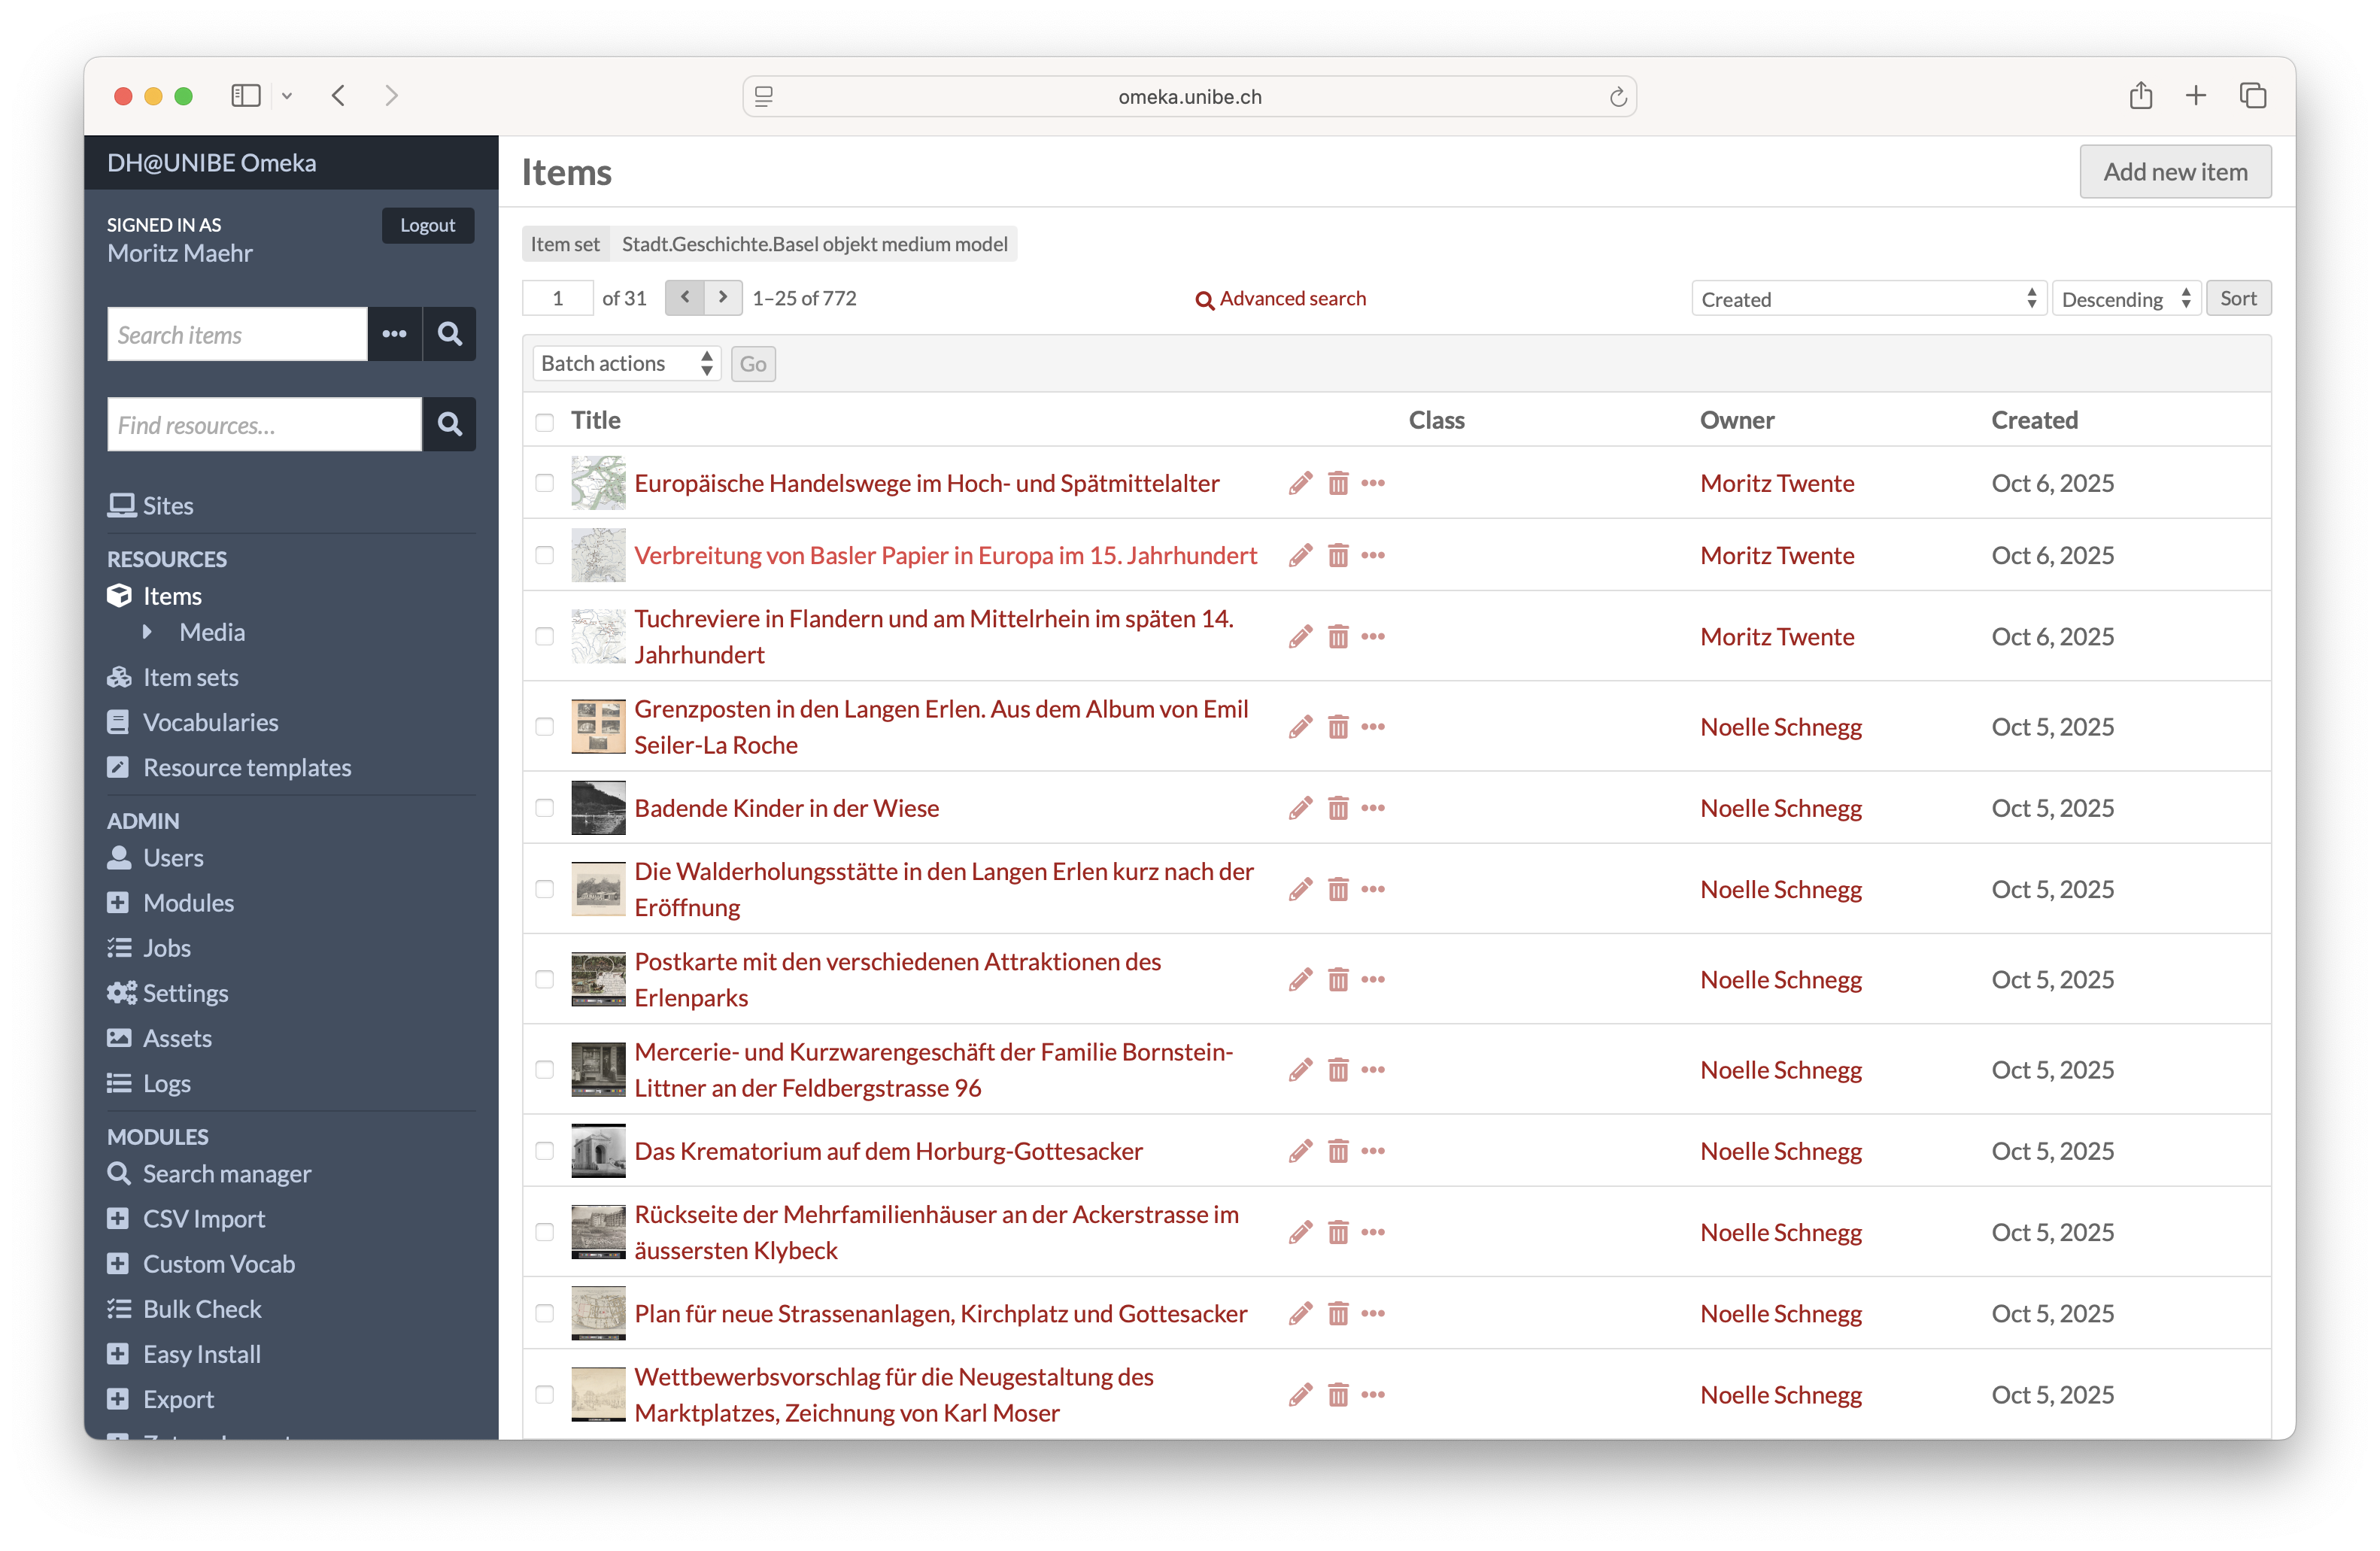 omeka.unibe.ch
DH@UNIBE Omeka
SIGNED IN AS
Moritz Maehr
Logout
Search items
Find resources...
Sites
RESOURCES
Items
Media
Item sets
Vocabularies
Resource templates
ADMIN
Users
Modules
Jobs
Settings
Assets
Logs
MODULES
Search manager
CSV Import
Custom Vocab
Bulk Check
Easy Install
Export
Items
Add new item
Item set Stadt.Geschichte.Basel objekt medium model
1 of 31 1–25 of 772
Advanced search
Created Descending Sort
Batch actions Go
Title Class Owner Created
Europäische Handelswege im Hoch- und Spätmittelalter Moritz Twente Oct 6, 2025
Verbreitung von Basler Papier in Europa im 15. Jahrhundert Moritz Twente Oct 6, 2025
Tuchreviere in Flandern und am Mittelrhein im späten 14.
Jahrhundert
Moritz Twente Oct 6, 2025
Grenzposten in den Langen Erlen. Aus dem Album von Emil
Seiler-La Roche
Noelle Schnegg Oct 5, 2025
Badende Kinder in der Wiese Noelle Schnegg Oct 5, 2025
Die Walderholungsstätte in den Langen Erlen kurz nach der
Eröffnung
Noelle Schnegg Oct 5, 2025
Postkarte mit den verschiedenen Attraktionen des
Erlenparks
Noelle Schnegg Oct 5, 2025
Mercerie- und Kurzwarengeschäft der Familie Bornstein-
Littner an der Feldbergstrasse 96
Noelle Schnegg Oct 5, 2025
Das Krematorium auf dem Horburg-Gottesacker Noelle Schnegg Oct 5, 2025
Rückseite der Mehrfamilienhäuser an der Ackerstrasse im
äussersten Klybeck
Noelle Schnegg Oct 5, 2025
Plan für neue Strassenanlagen, Kirchplatz und Gottesacker Noelle Schnegg Oct 5, 2025
Wettbewerbsvorschlag für die Neugestaltung des
Marktplatzes, Zeichnung von Karl Moser
Noelle Schnegg Oct 5, 2025